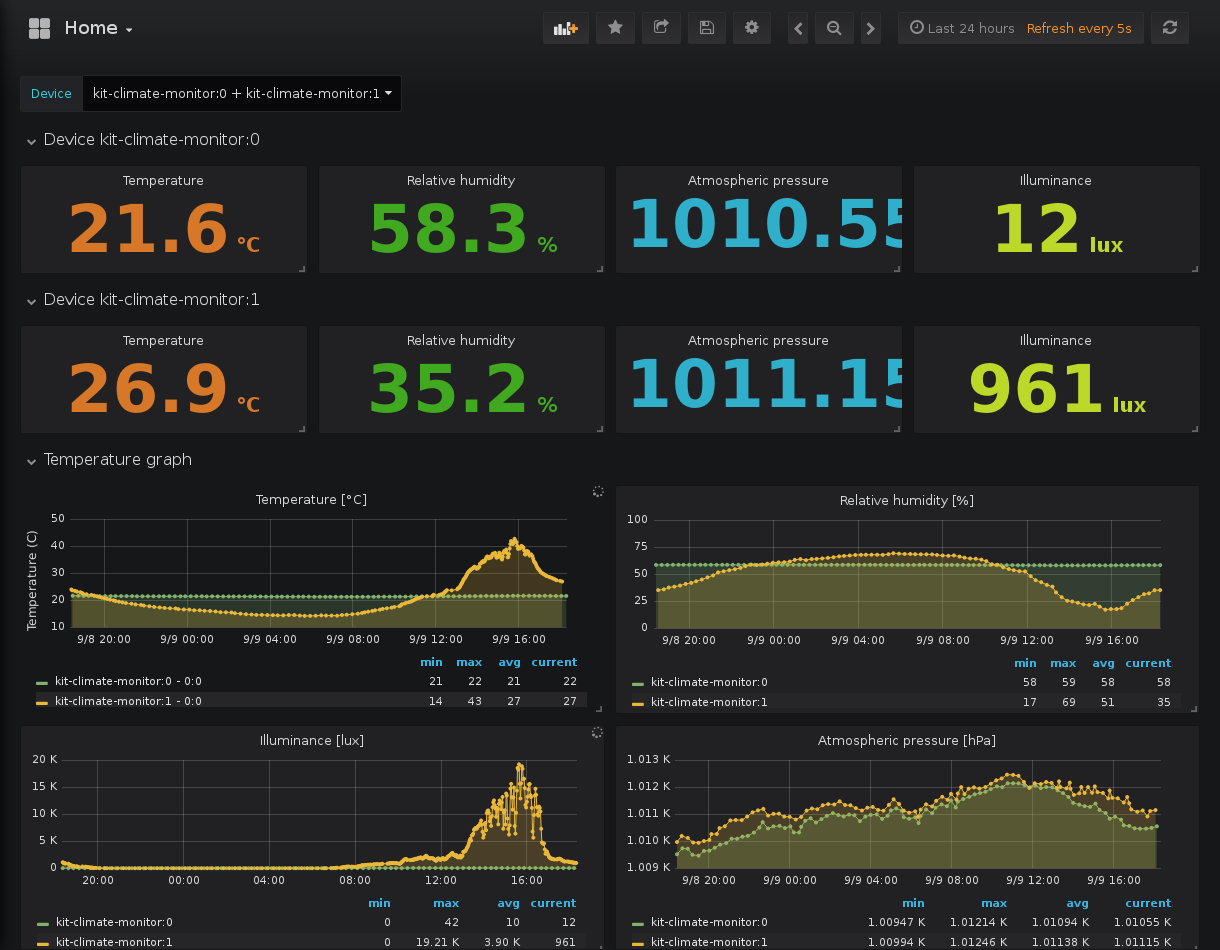 Home
Last 24 hours Refresh every 5s
Device kit-climate-monitor:0 + kit-climate-monitor:1
Device kit-climate-monitor:0
Temperature Relative humidity Atmospheric pressure Illuminance
21.6 °C 58.3 % 1010.55 12 lux
Device kit-climate-monitor:1
Temperature Relative humidity Atmospheric pressure Illuminance
26.9 °C 35.2 % 1011.15 961 lux
Temperature graph
Temperature [°C]
Temperature (C)
50
40
30
20
10
9/8 20:00 9/9 00:00 9/9 04:00 9/9 08:00 9/9 12:00 9/9 16:00
min max avg current
kit-climate-monitor:0 - 0:0 21 22 21 22
kit-climate-monitor:1 - 0:0 14 43 27 27
Relative humidity [%]
100
75
50
25
0
9/8 20:00 9/9 00:00 9/9 04:00 9/9 08:00 9/9 12:00 9/9 16:00
min max avg current
kit-climate-monitor:0 58 59 58 58
kit-climate-monitor:1 17 69 51 35
Illuminance [lux]
20 K
15 K
10 K
5 K
0
20:00 00:00 04:00 08:00 12:00 16:00
min max avg current
kit-climate-monitor:0 0 42 10 12
kit-climate-monitor:1 0 19.21 K 3.90 K 961
Atmospheric pressure [hPa]
1.013 K
1.012 K
1.011 K
1.010 K
1.009 K
9/8 20:00 9/9 00:00 9/9 04:00 9/9 08:00 9/9 12:00 9/9 16:00
min max avg current
kit-climate-monitor:0 1.00947 K 1.01214 K 1.01094 K 1.01055 K
kit-climate-monitor:1 1.00994 K 1.01246 K 1.01138 K 1.01115 K